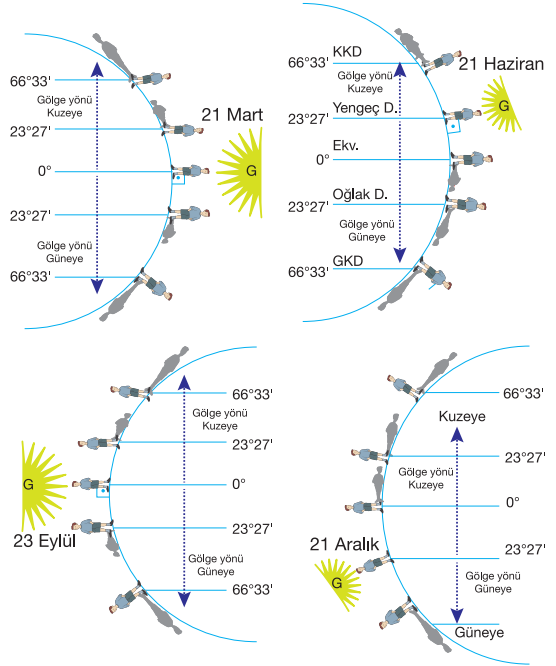 66°33'
Gölge yönü
Kuzeye
23°27'
21 Mart
0°
G
23°27'
Gölge yönü
Güneye
66°33'
KKD
66°33'
21 Haziran
Gölge yönü
Kuzeye
Yengeç D.
23°27'
G
Ekv.
0°
Oğlak D.
23°27'
Gölge yönü
Güneye
GKD
66°33'
66°33'
Gölge yönü
Kuzeye
23°27'
G
0°
23 Eylül
23°27'
Gölge yönü
Güneye
66°33'
66°33'
Kuzeye
23°27'
Gölge yönü
Kuzeye
0°
21 Aralık
23°27'
G
Gölge yönü
Güneye
Güneye
66°33'